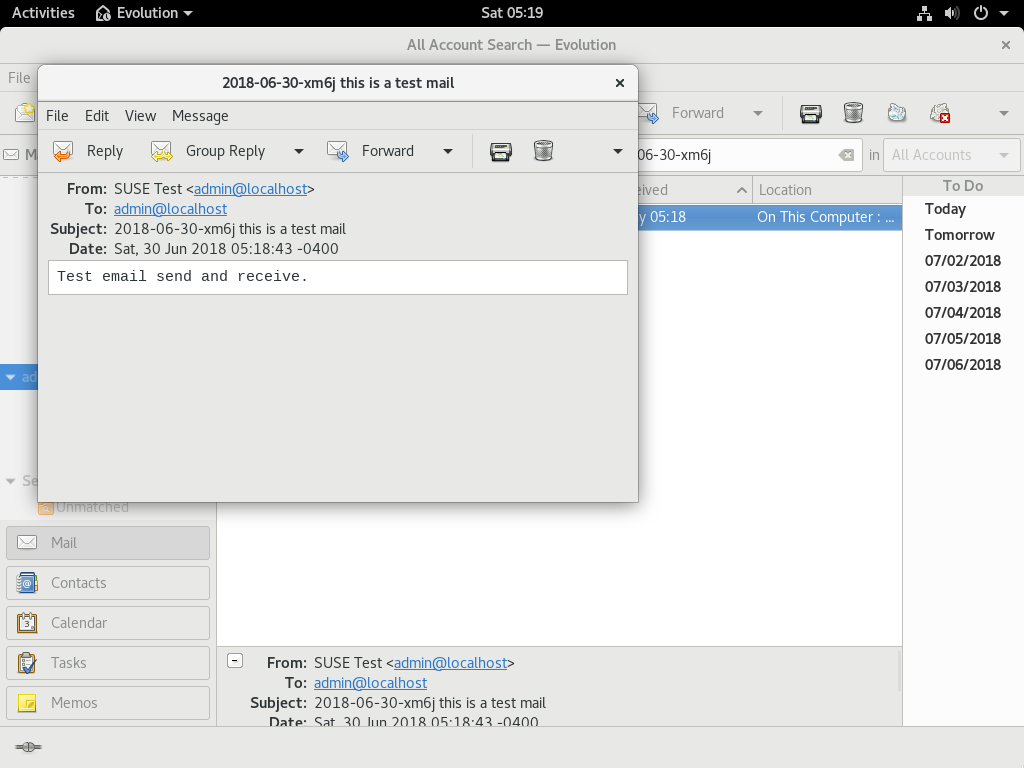 Activities Evolution Sat 05:19
All Account Search — Evolution
File
2018-06-30-xm6j this is a test mail
File Edit View Message
Reply Group Reply Forward
From: SUSE Test <admin@localhost>
To: admin@localhost
Subject: 2018-06-30-xm6j this is a test mail
Date: Sat, 30 Jun 2018 05:18:43 -0400
Test email send and receive.
Forward
06-30-xm6j in All Accounts
Location
05:18 On This Computer : ...
To Do
Today
Tomorrow
07/02/2018
07/03/2018
07/04/2018
07/05/2018
07/06/2018
Unmatched
Mail
Contacts
Calendar
Tasks
Memos
From: SUSE Test <admin@localhost>
To: admin@localhost
Subject: 2018-06-30-xm6j this is a test mail
Date: Sat, 30 Jun 2018 05:18:43 -0400